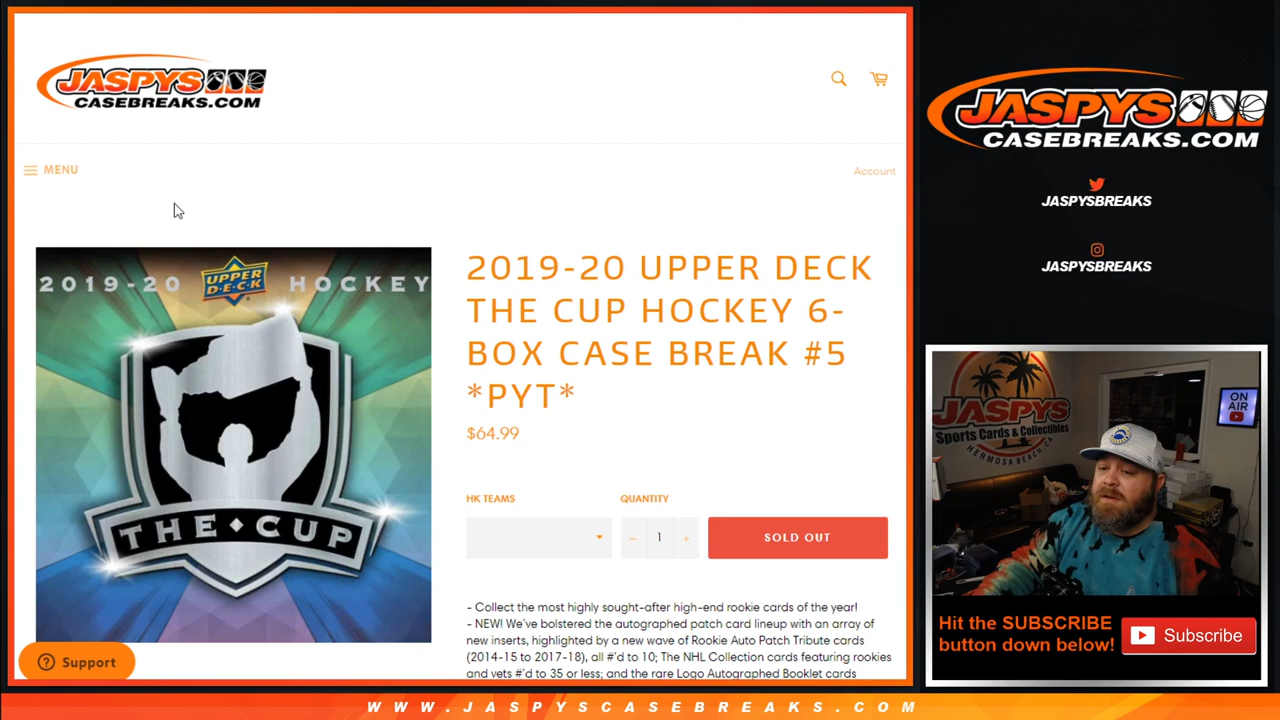 JASPYS
CASEBREAKS.COM
MENU
Account
2019-20 UPPER DECK HOCKEY
THE CUP
2019-20 UPPER DECK
THE CUP HOCKEY 6-
BOX CASE BREAK #5
*PYT*
$64.99
HK TEAMS
QUANTITY
− 1 +
SOLD OUT
- Collect the most highly sought-after high-end rookie cards of the year!
- NEW! We've bolstered the autographed patch card lineup with an array of
new inserts, highlighted by a new wave of Rookie Auto Patch Tribute cards
(2014-15 to 2017-18), all #'d to 10; The NHL Collection cards featuring rookies
and vets #'d to 35 or less; and the rare Logo Autographed Booklet cards
Support
JASPYS
CASEBREAKS.COM
JASPYSBREAKS
JASPYSBREAKS
JASPYS
Sports Cards & Collectibles
HERMOSA BEACH, CA
ON
AIR
Hit the SUBSCRIBE
button down below!
Subscribe
WWW.JASPYSCASEBREAKS.COM